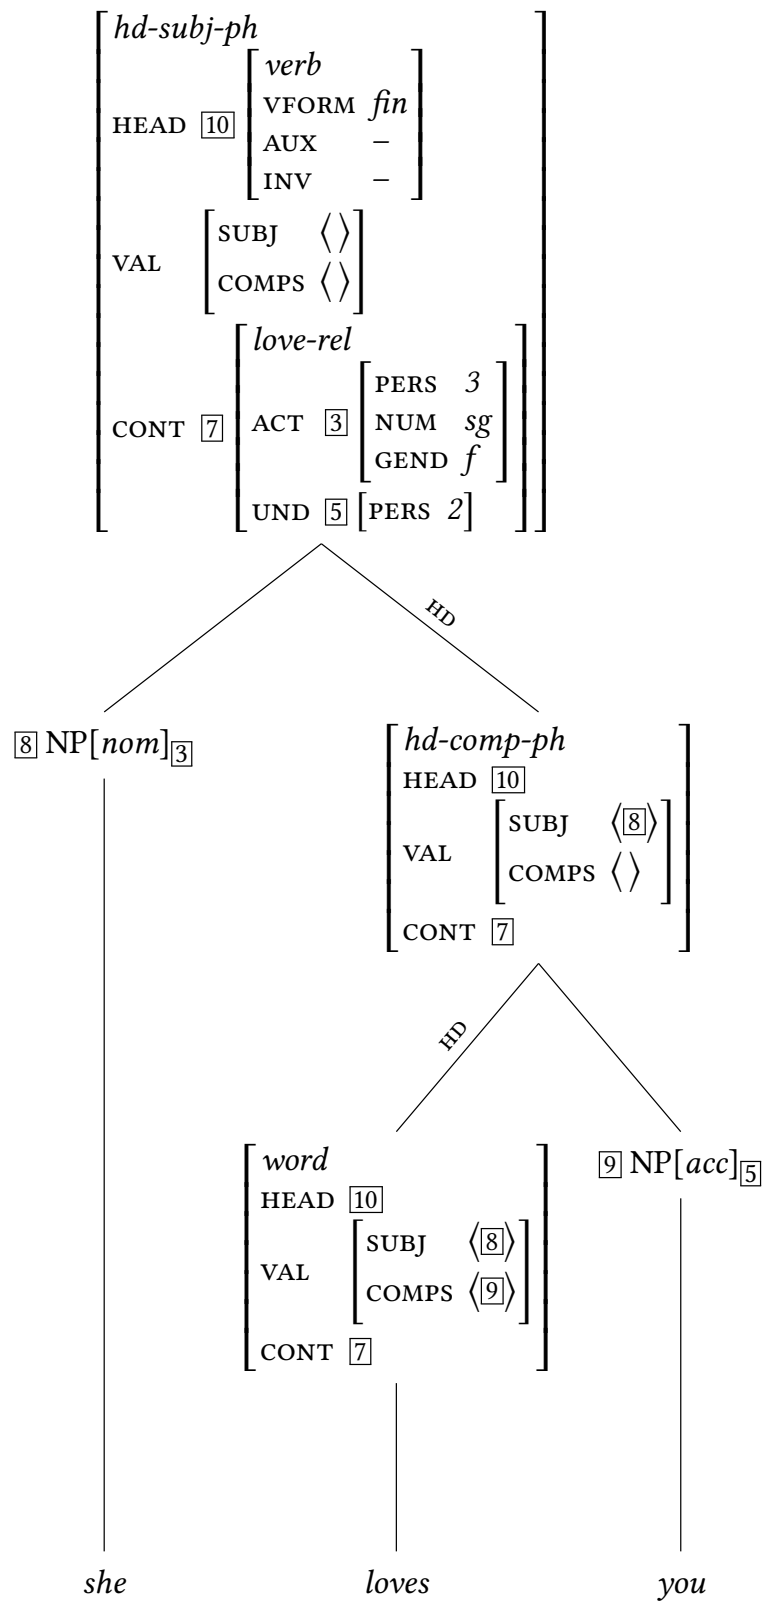 hd-subj-ph
HEAD 10 [verb
VFORM fin
AUX –
INV –]
VAL [SUBJ ⟨⟩
COMPS ⟨⟩]
CONT 7 [love-rel
ACT 3 [PERS 3
NUM sg
GEND f]
UND 5 [PERS 2]]
HD
8 NP[nom]3
hd-comp-ph
HEAD 10
VAL [SUBJ ⟨8⟩
COMPS ⟨⟩]
CONT 7
HD
word
HEAD 10
VAL [SUBJ ⟨8⟩
COMPS ⟨9⟩]
CONT 7
9 NP[acc]5
she loves you